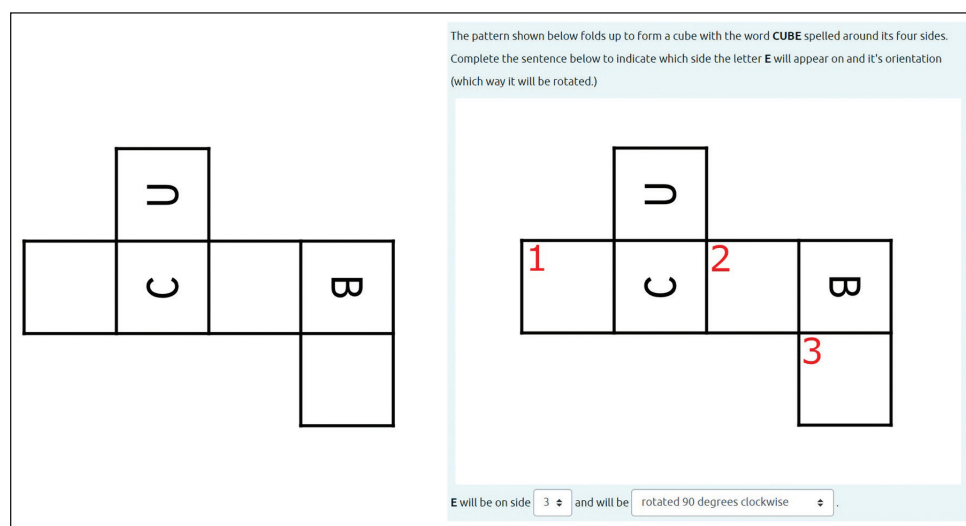 The pattern shown below folds up to form a cube with the word CUBE spelled around its four sides.
Complete the sentence below to indicate which side the letter E will appear on and it's orientation
(which way it will be rotated.)
U
C
B
U
1
C
2
B
3
E will be on side 3 and will be rotated 90 degrees clockwise .